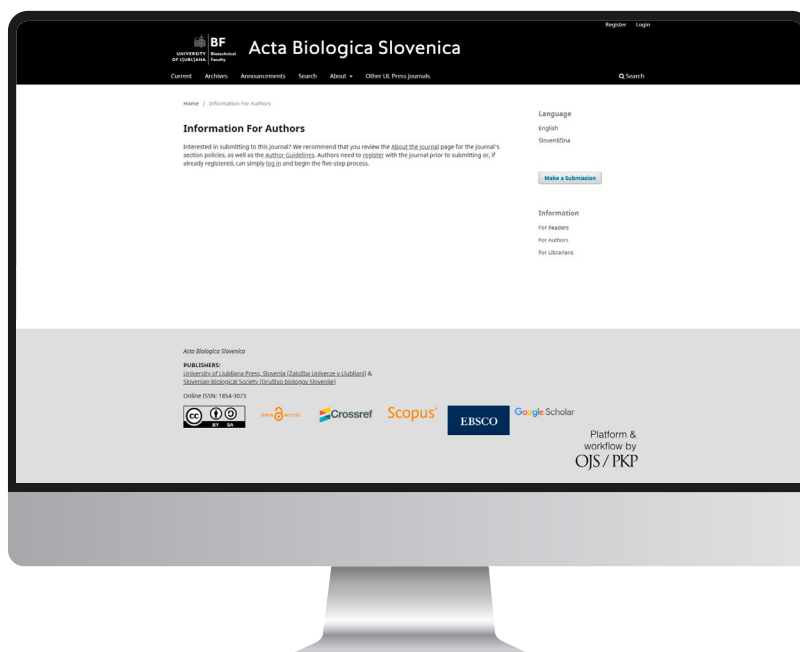 Register Login
UNIVERSITY OF LJUBLJANA
BF
Biotechnical Faculty
Acta Biologica Slovenica
Current Archives Announcements Search About Other UL Press Journals Search
Home / Information For Authors
Information For Authors
Interested in submitting to this journal? We recommend that you review the About the Journal page for the journal's
section policies, as well as the Author Guidelines. Authors need to register with the journal prior to submitting or, if
already registered, can simply log in and begin the five-step process.
Language
English
Slovenščina
Make a Submission
Information
For Readers
For Authors
For Librarians
Acta Biologica Slovenica
PUBLISHERS:
University of Ljubljana Press, Slovenia (Založba Univerze v Ljubljani) &
Slovenian Biological Society (Društvo biologov Slovenije)
Online ISSN: 1854-3073
cc BY SA
OPEN ACCESS
Crossref
Scopus®
EBSCO
Google Scholar
Platform &
workflow by
OJS / PKP